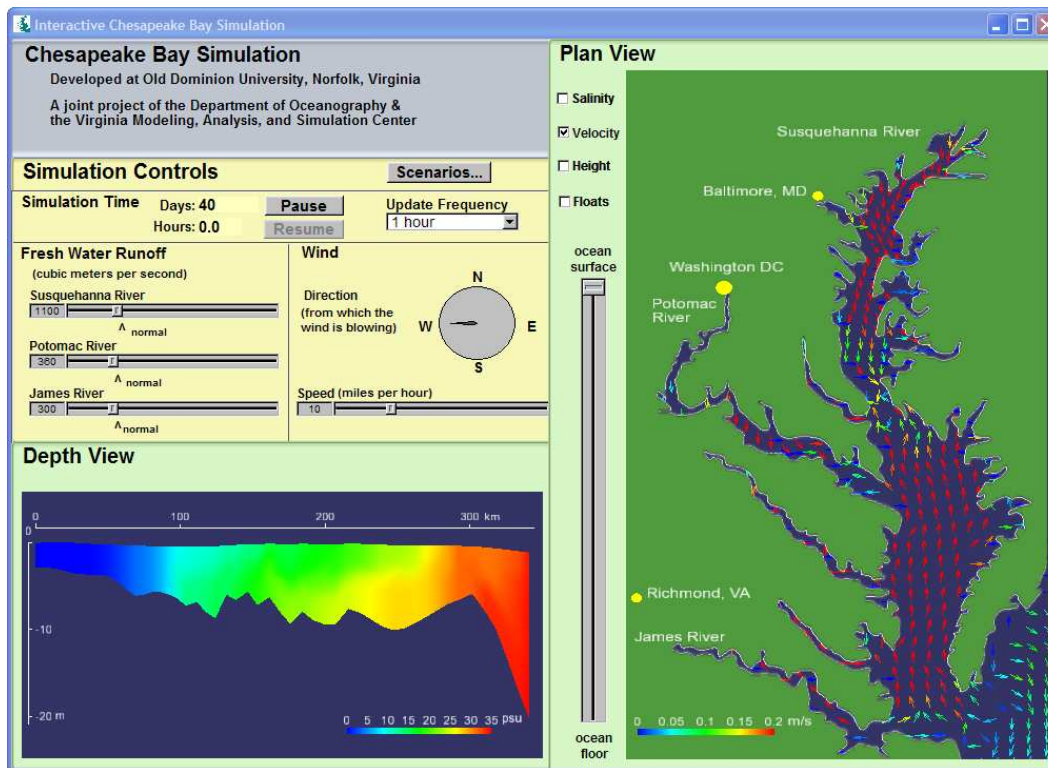 Interactive Chesapeake Bay Simulation
Chesapeake Bay Simulation
Developed at Old Dominion University, Norfolk, Virginia
A joint project of the Department of Oceanography &
the Virginia Modeling, Analysis, and Simulation Center
Simulation Controls
Scenarios...
Simulation Time
Days: 40
Hours: 0.0
Pause
Resume
Update Frequency
1 hour
Fresh Water Runoff
(cubic meters per second)
Susquehanna River
1100
^ normal
Potomac River
360
^ normal
James River
300
^ normal
Wind
Direction
(from which the
wind is blowing)
N
W
E
S
Speed (miles per hour)
10
Depth View
0 100 200 300 km
0
-10
-20 m
0 5 10 15 20 25 30 35 psu
Plan View
Salinity
Velocity
Height
Floats
ocean
surface
ocean
floor
Susquehanna River
Baltimore, MD
Washington DC
Potomac
River
Richmond, VA
James River
0 0.05 0.1 0.15 0.2 m/s